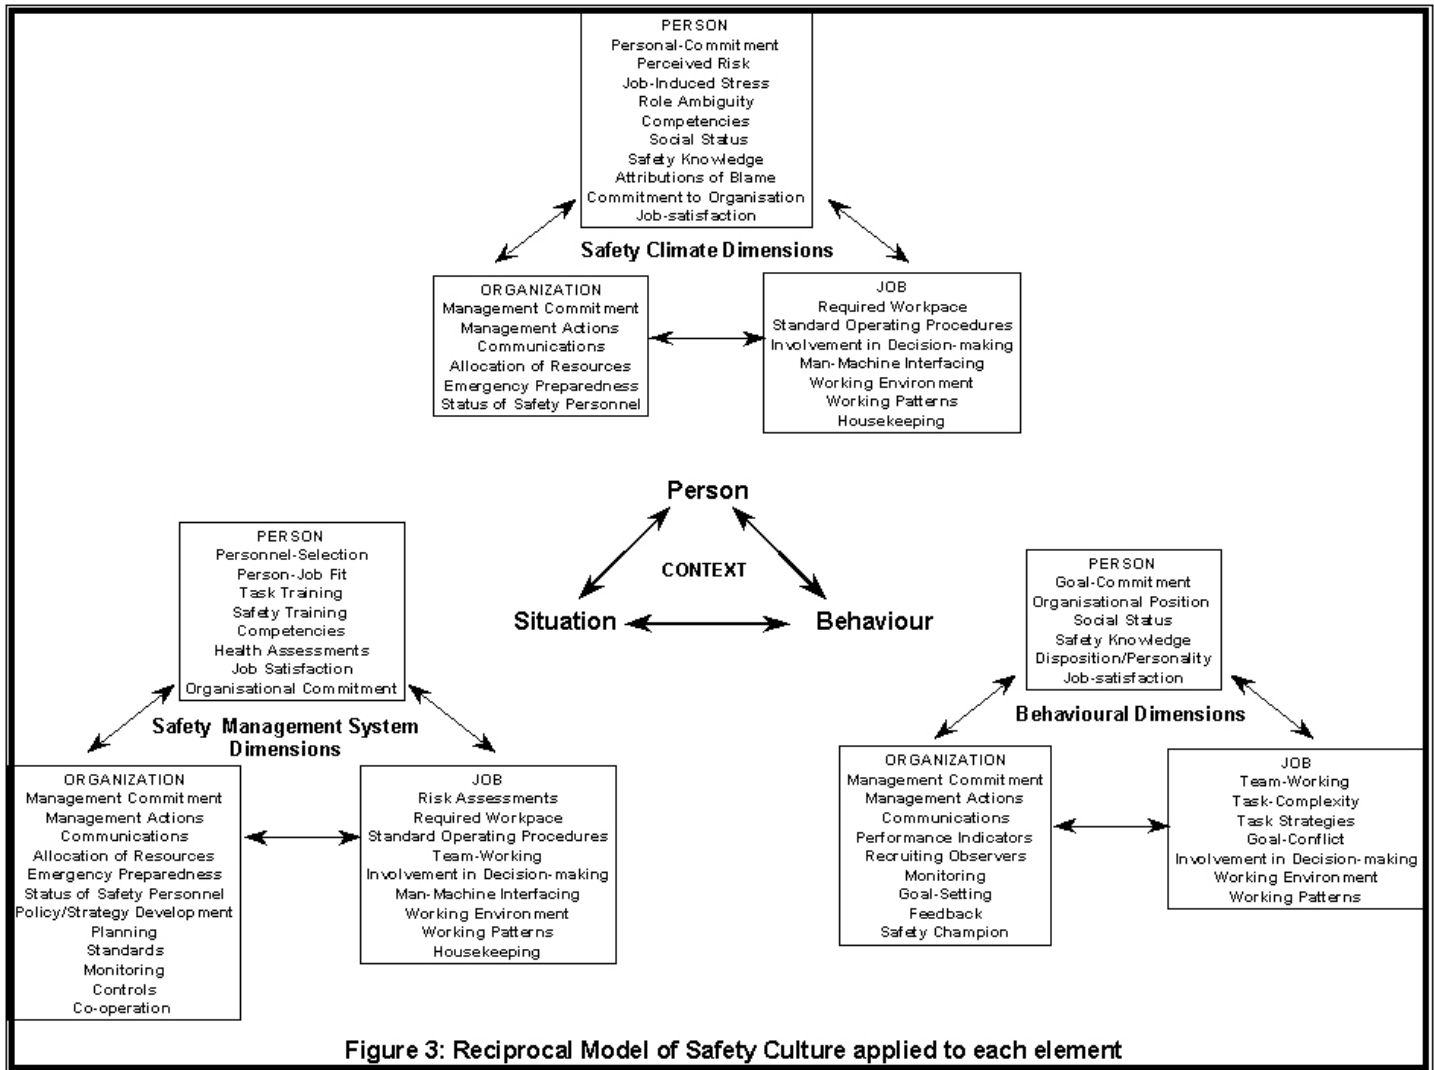 PERSON
Personal-Commitment
Perceived Risk
Job-Induced Stress
Role Ambiguity
Competencies
Social Status
Safety Knowledge
Attributions of Blame
Commitment to Organisation
Job-satisfaction
Safety Climate Dimensions
ORGANIZATION
Management Commitment
Management Actions
Communications
Allocation of Resources
Emergency Preparedness
Status of Safety Personnel
JOB
Required Workpace
Standard Operating Procedures
Involvement in Decision-making
Man-Machine Interfacing
Working Environment
Working Patterns
Housekeeping
Person
CONTEXT
Situation
Behaviour
PERSON
Personnel-Selection
Person-Job Fit
Task Training
Safety Training
Competencies
Health Assessments
Job Satisfaction
Organisational Commitment
Safety Management System
Dimensions
ORGANIZATION
Management Commitment
Management Actions
Communications
Allocation of Resources
Emergency Preparedness
Status of Safety Personnel
Policy/Strategy Development
Planning
Standards
Monitoring
Controls
Co-operation
JOB
Risk Assessments
Required Workpace
Standard Operating Procedures
Team-Working
Involvement in Decision-making
Man-Machine Interfacing
Working Environment
Working Patterns
Housekeeping
PERSON
Goal-Commitment
Organisational Position
Social Status
Safety Knowledge
Disposition/Personality
Job-satisfaction
Behavioural Dimensions
ORGANIZATION
Management Commitment
Management Actions
Communications
Performance Indicators
Recruiting Observers
Monitoring
Goal-Setting
Feedback
Safety Champion
JOB
Team-Working
Task-Complexity
Task Strategies
Goal-Conflict
Involvement in Decision-making
Working Environment
Working Patterns
Figure 3: Reciprocal Model of Safety Culture applied to each element